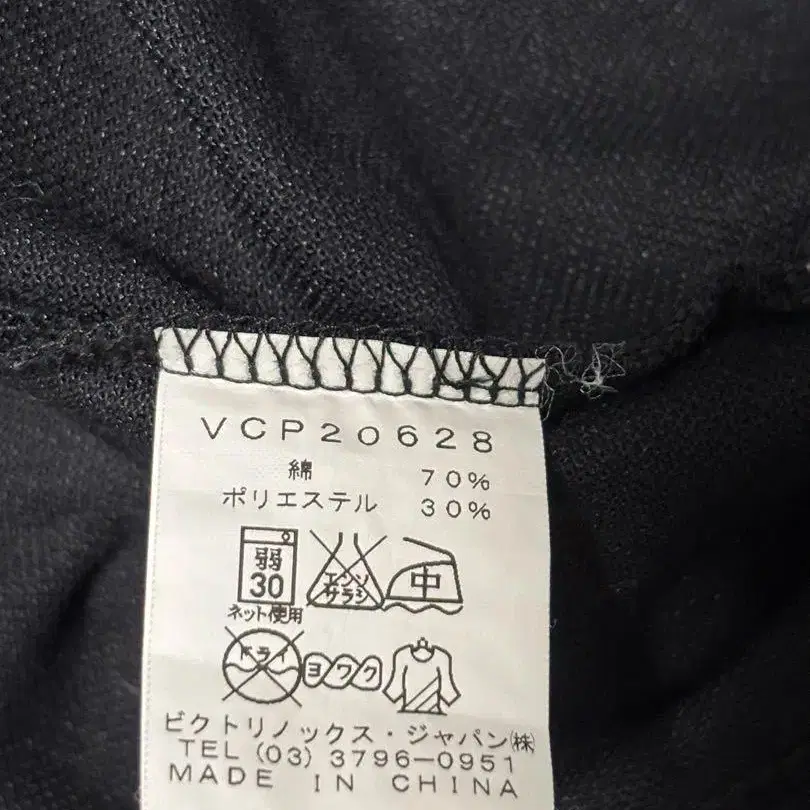 VCP20628
綿 70%
ポリエステル 30%
弱
30
ネット使用
エンソ
サラシ
中
ドライ
ヨワク
ビクトリノックス・ジャパン㈱
TEL (03) 3796-0951
MADE IN CHINA